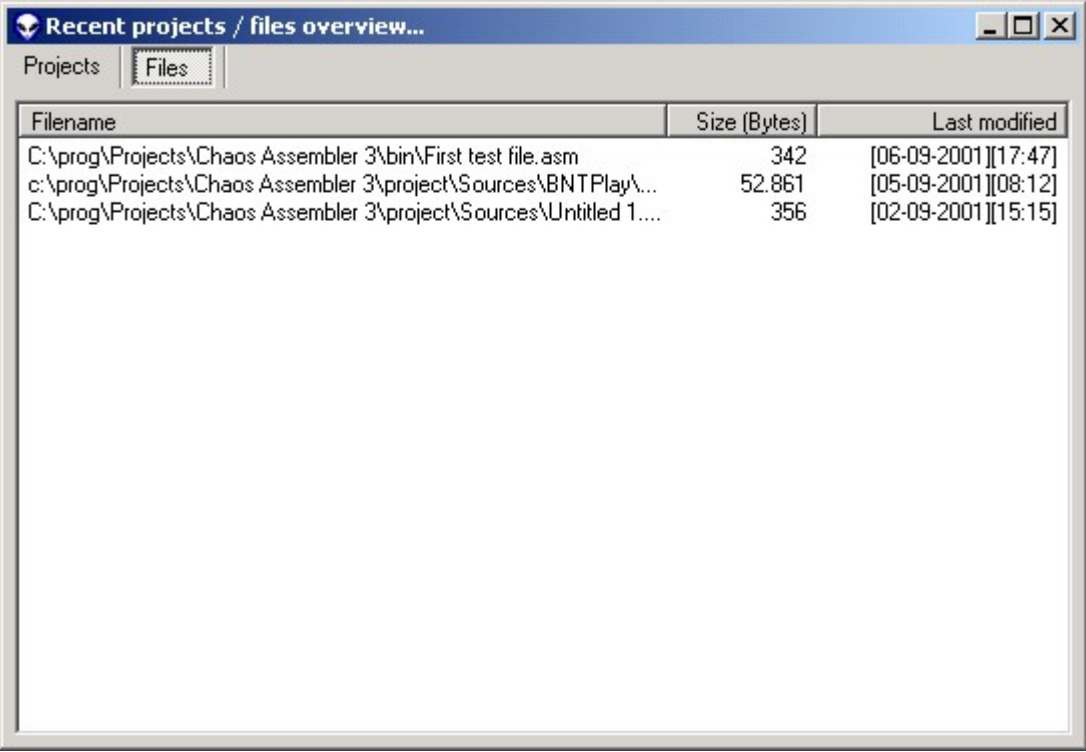 Recent projects / files overview...
Projects Files
Filename Size (Bytes) Last modified
C:\prog\Projects\Chaos Assembler 3\bin\First test file.asm 342 [06-09-2001][17:47]
c:\prog\Projects\Chaos Assembler 3\project\Sources\BNTPlay\... 52.861 [05-09-2001][08:12]
C:\prog\Projects\Chaos Assembler 3\project\Sources\Untitled 1.... 356 [02-09-2001][15:15]